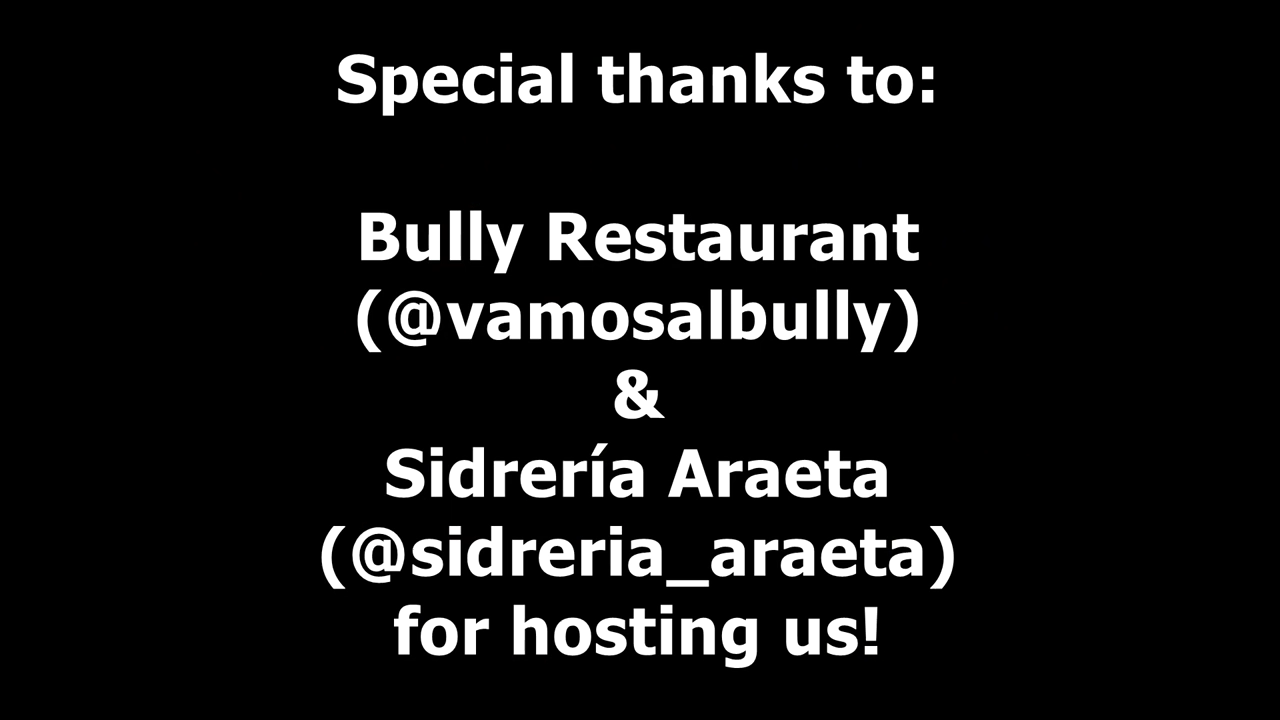 Special thanks to:
Bully Restaurant
(@vamosalbully)
&
Sidrería Araeta
(@sidreria_araeta)
for hosting us!